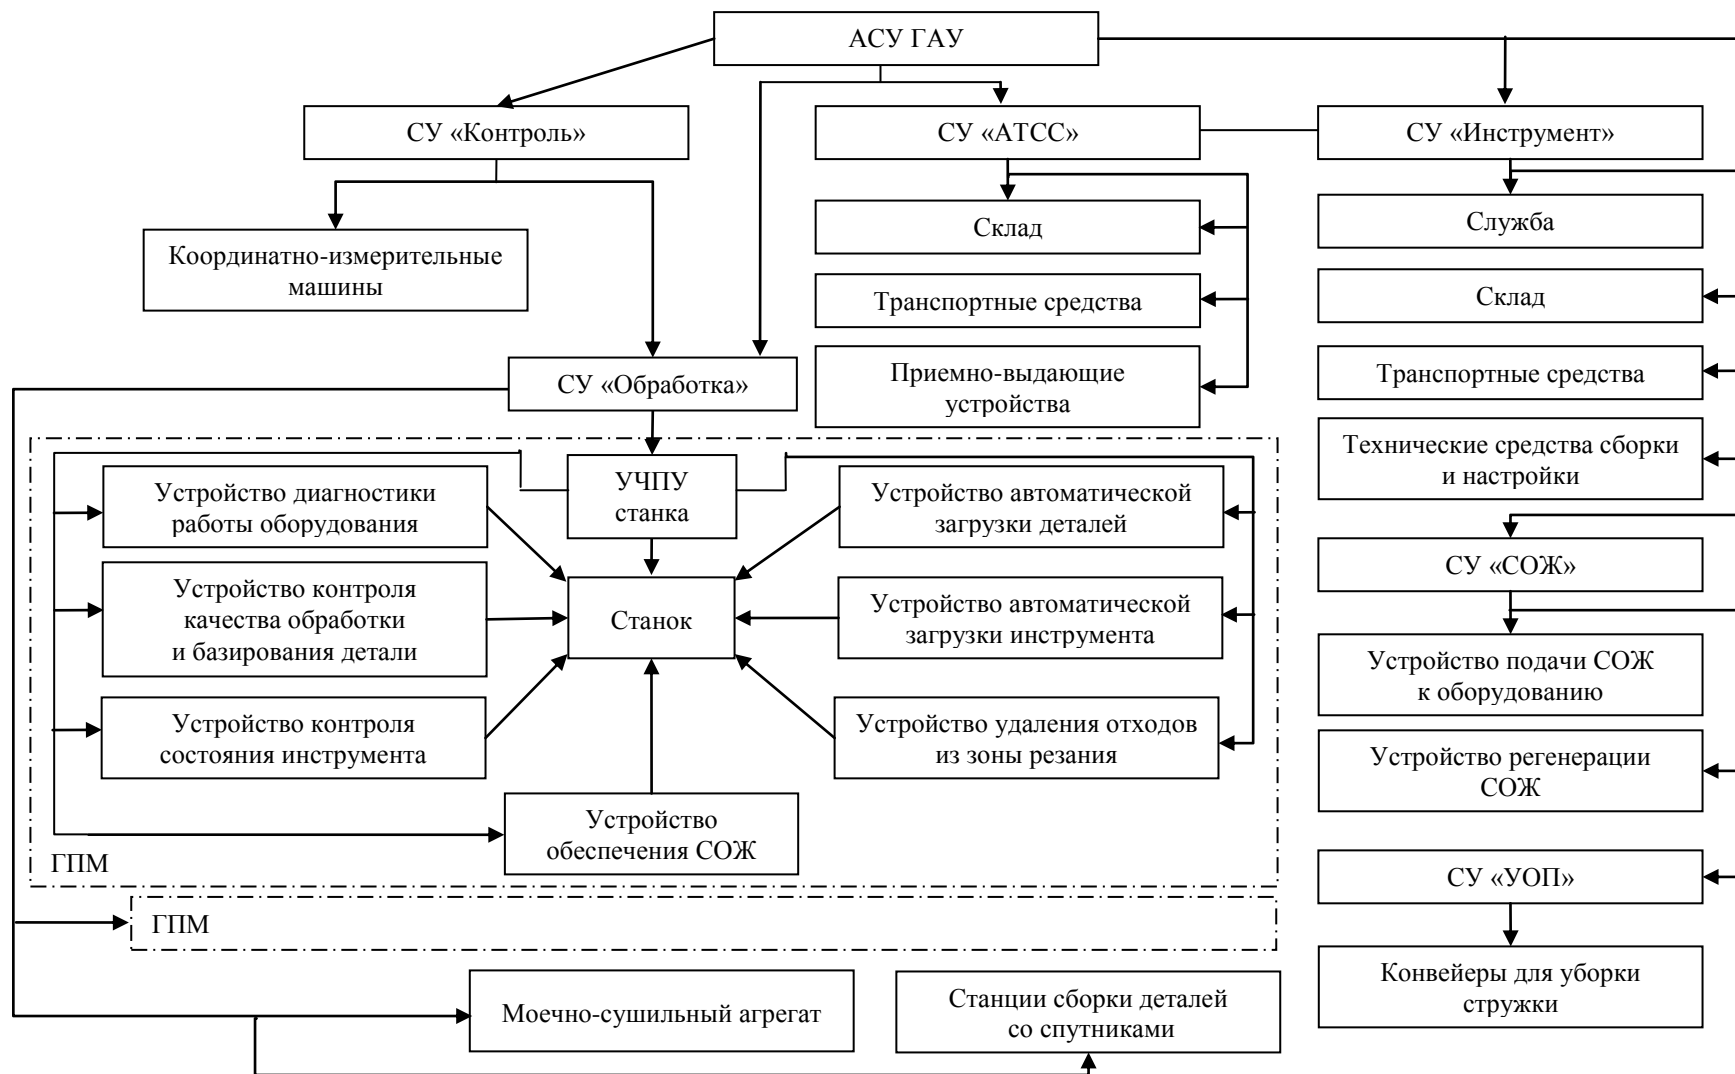 АСУ ГАУ
СУ «Контроль»
СУ «АТСС»
СУ «Инструмент»
Координатно-измерительные
машины
Склад
Транспортные средства
Приемно-выдающие
устройства
Служба
Склад
Транспортные средства
Технические средства сборки
и настройки
СУ «Обработка»
УЧПУ
станка
Устройство диагностики
работы оборудования
Устройство автоматической
загрузки деталей
Устройство контроля
качества обработки
и базирования детали
Станок
Устройство автоматической
загрузки инструмента
Устройство контроля
состояния инструмента
Устройство удаления отходов
из зоны резания
Устройство
обеспечения СОЖ
ГПМ
СУ «СОЖ»
Устройство подачи СОЖ
к оборудованию
Устройство регенерации
СОЖ
СУ «УОП»
Конвейеры для уборки
стружки
ГПМ
Моечно-сушильный агрегат
Станции сборки деталей
со спутниками